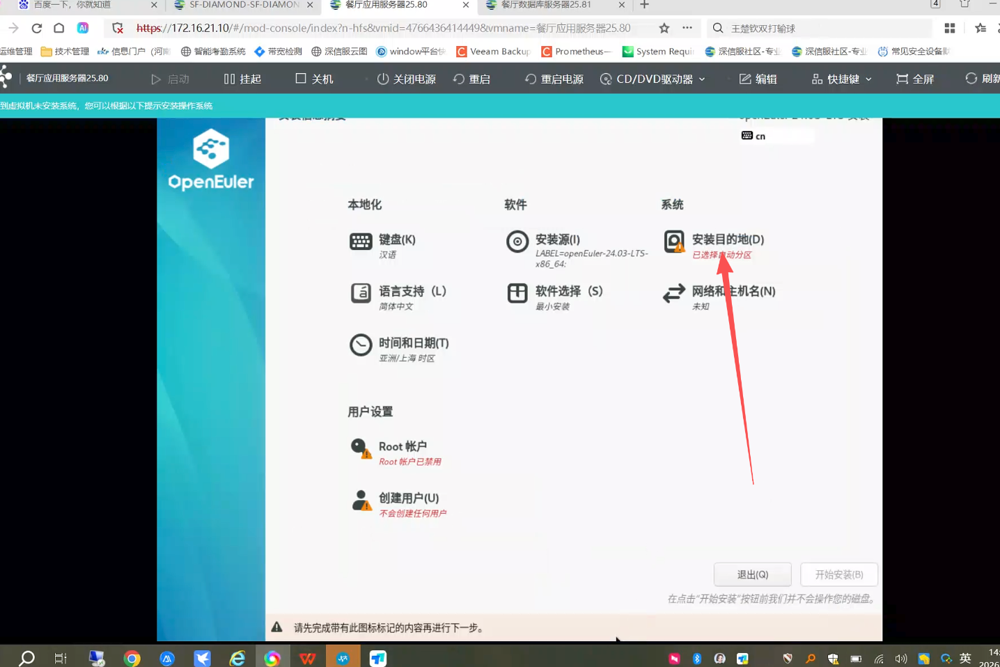 百度一下，你就知道
SF-DIAMOND-SF-DIAMON
餐厅应用服务器25.80
餐厅数据库服务器25.81
4
https://172.16.21.10/#/mod-console/index?n-hfs&vmid=4766436414449&vmname=餐厅应用服务器25.80
王楚钦双打输球
运维管理
技术管理
ekp 信息门户（河南
智能考勤系统
带宽检测
深信服云图
window平台快
Veeam Backup
Prometheus—
System Requi
深信服社区-专业
深信服社区-专业
常见安全设备默
餐厅应用服务器25.80
启动
挂起
关机
关闭电源
重启
重启电源
CD/DVD驱动器
编辑
快捷键
全屏
刷新
到虚拟机未安装系统，您可以根据以下提示安装操作系统
安装信息摘要
openEuler 24.03-LTS 安装
cn
OpenEuler
本地化
软件
系统
键盘(K)
汉语
安装源(I)
LABEL=openEuler-24.03-LTS-
x86_64:
安装目的地(D)
已选择自动分区
语言支持（L）
简体中文
软件选择（S）
最小安装
网络和主机名(N)
未知
时间和日期(T)
亚洲/上海 时区
用户设置
Root 帐户
Root 帐户已禁用
创建用户(U)
不会创建任何用户
退出(Q)
开始安装(B)
在点击“开始安装”按钮前我们并不会操作您的磁盘。
请先完成带有此图标标记的内容再进行下一步。
英
14:
2026